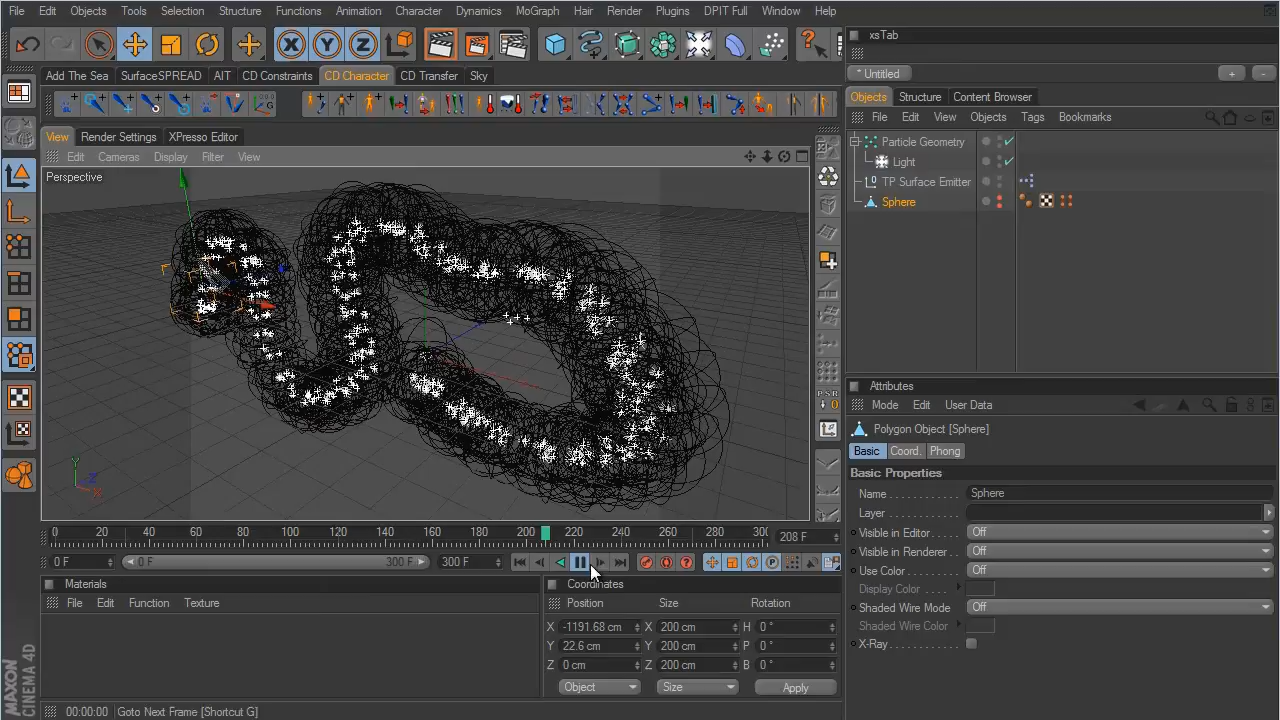 File Edit Objects Tools Selection Structure Functions Animation Character Dynamics MoGraph Hair Render Plugins DPIT Full Window Help
xsTab
Add The Sea SurfaceSPREAD AIT CD Constraints CD Character CD Transfer Sky
* Untitled + -
Objects Structure Content Browser
File Edit View Objects Tags Bookmarks
View Render Settings XPresso Editor
Edit Cameras Display Filter View
Perspective
Particle Geometry
Light
TP Surface Emitter
Sphere
Attributes
Mode Edit User Data
Polygon Object [Sphere]
Basic Coord. Phong
Basic Properties
Name Sphere
Layer
Visible in Editor Off
Visible in Renderer Off
Use Color Off
Display Color
Shaded Wire Mode Off
Shaded Wire Color
X-Ray
P S R
0
Y Z X
0 20 40 60 80 100 120 140 160 180 200 220 240 260 280 300 208 F
0 F 0 F 300 F 300 F
Materials
File Edit Function Texture
Coordinates
Position Size Rotation
X -1191.68 cm X 200 cm H 0 °
Y 22.6 cm Y 200 cm P 0 °
Z 0 cm Z 200 cm B 0 °
Object Size Apply
MAXON
CINEMA 4D
00:00:00 Goto Next Frame [Shortcut G]